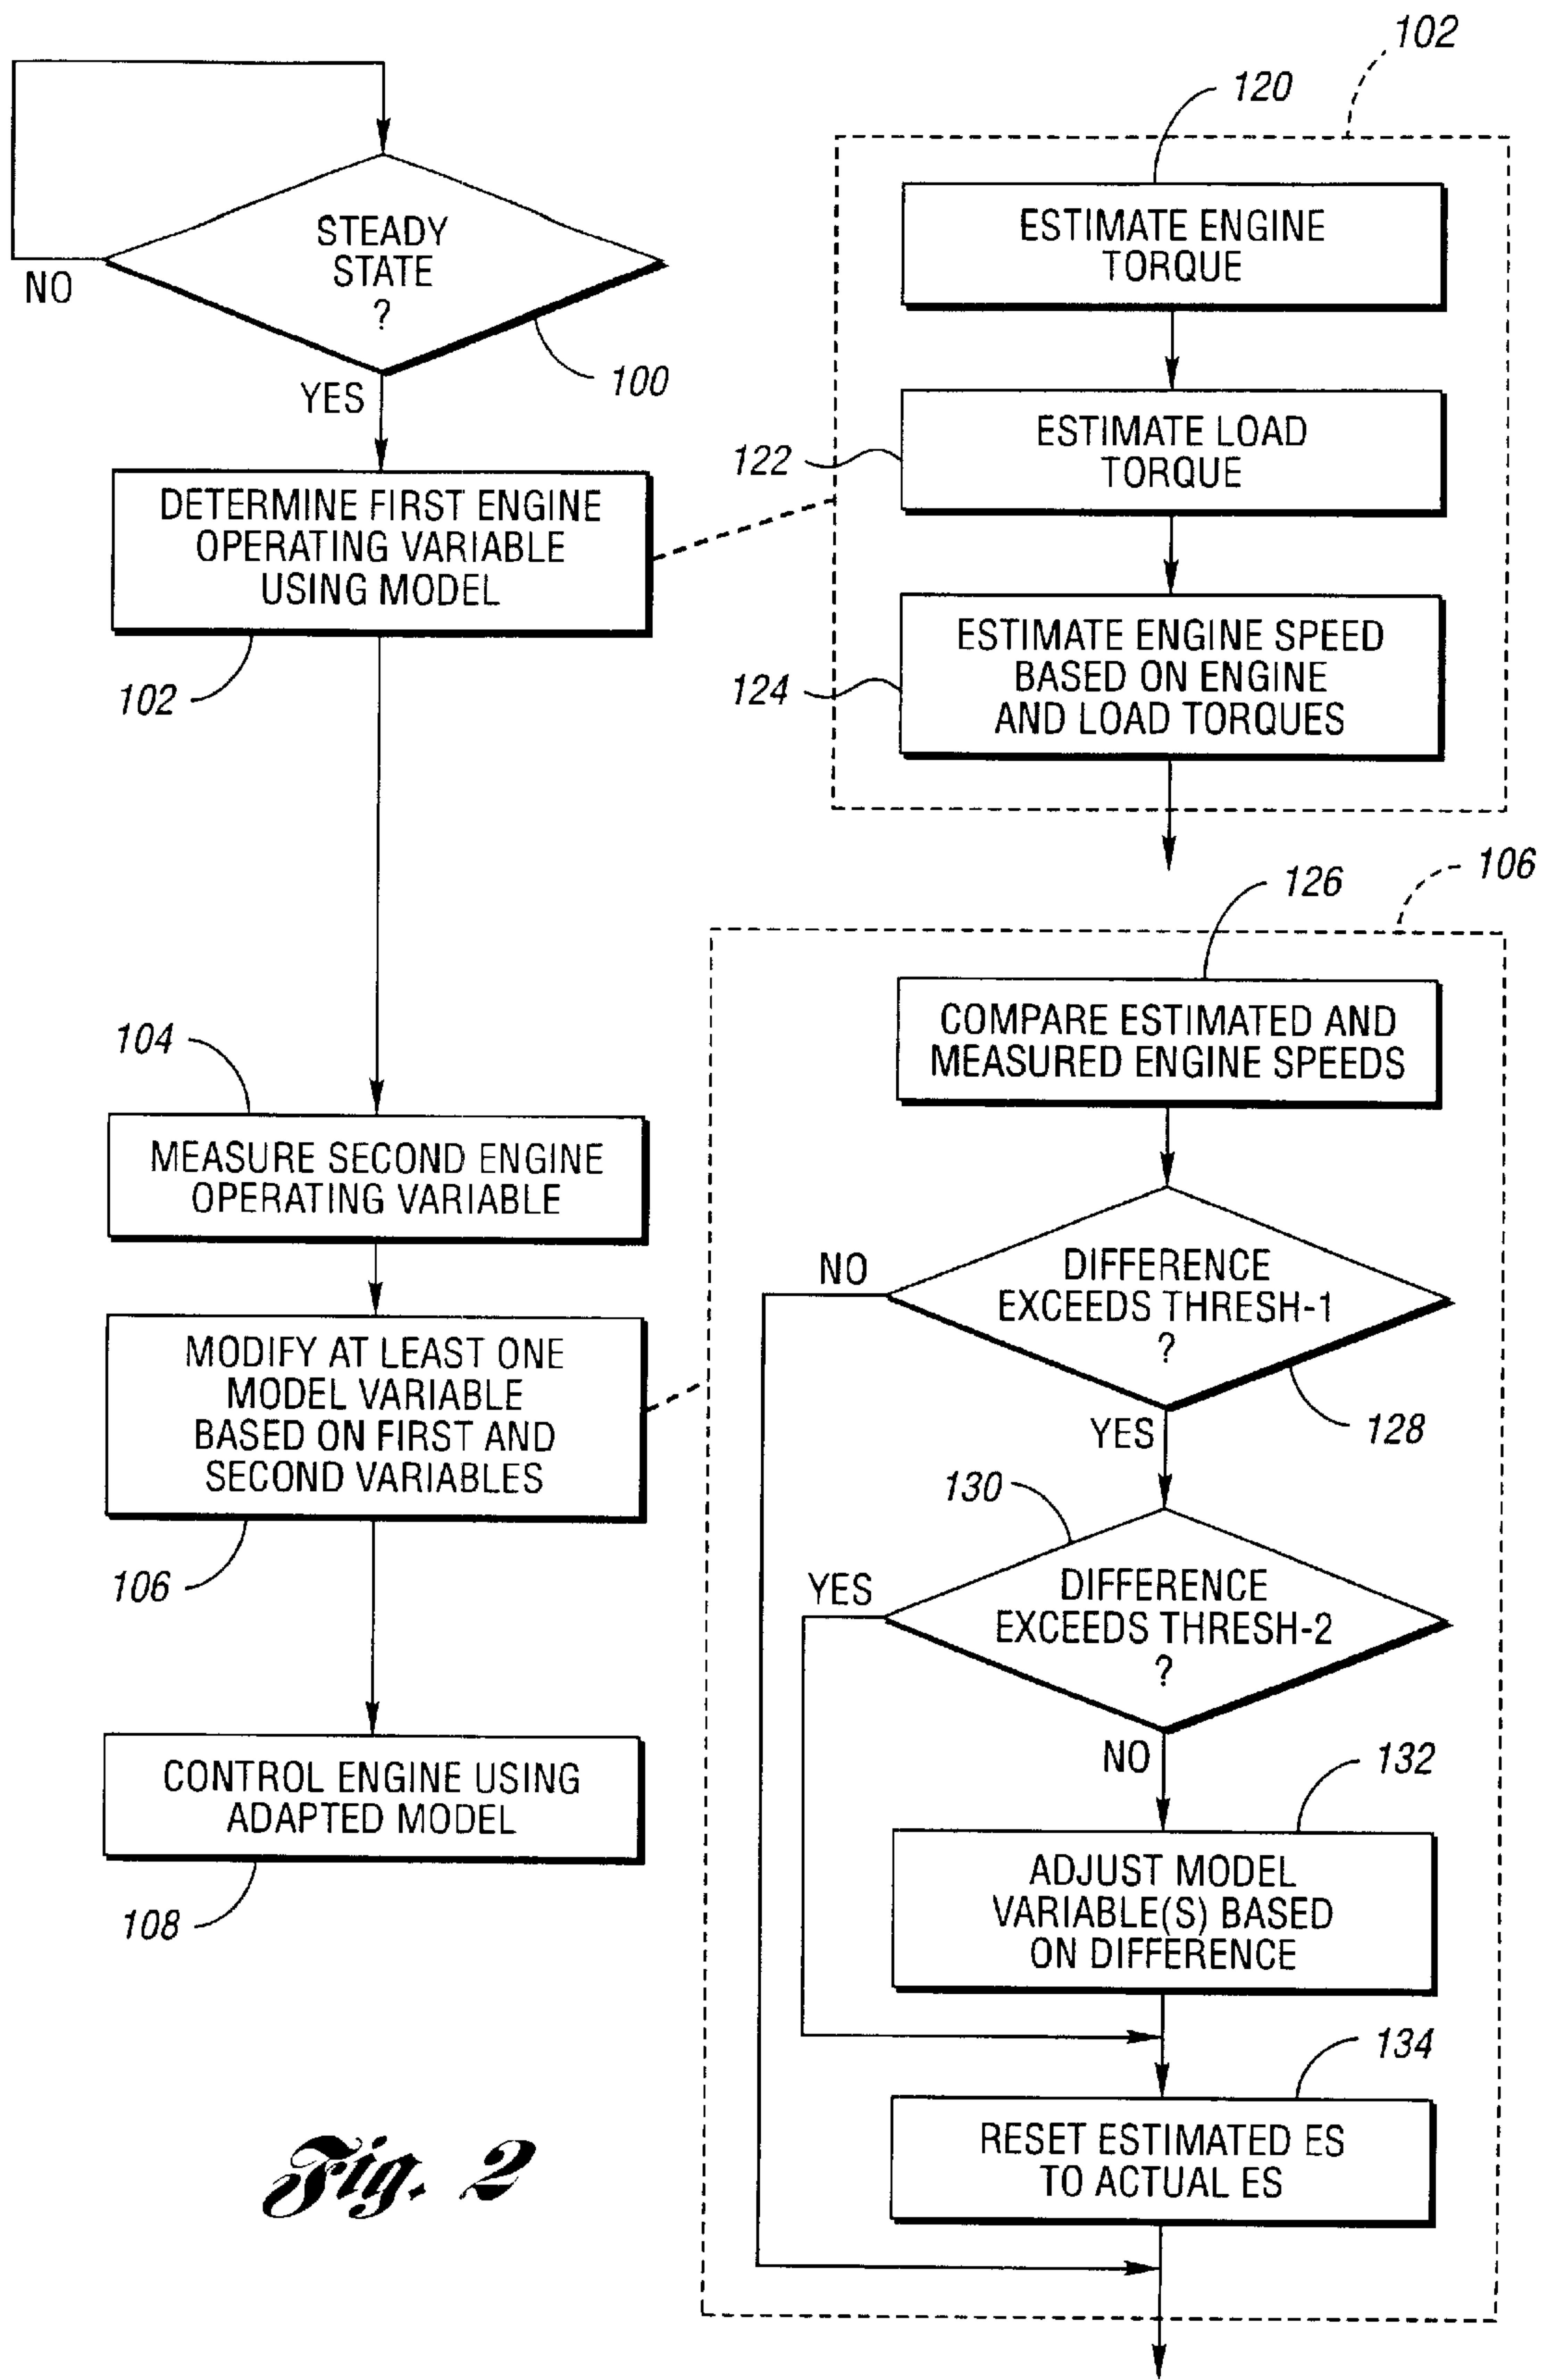 STEADY
STATE
?
NO
100
YES
DETERMINE FIRST ENGINE
OPERATING VARIABLE
USING MODEL
102
104
MEASURE SECOND ENGINE
OPERATING VARIABLE
MODIFY AT LEAST ONE
MODEL VARIABLE
BASED ON FIRST AND
SECOND VARIABLES
106
CONTROL ENGINE USING
ADAPTED MODEL
108
102
120
ESTIMATE ENGINE
TORQUE
122
ESTIMATE LOAD
TORQUE
124
ESTIMATE ENGINE SPEED
BASED ON ENGINE
AND LOAD TORQUES
106
126
COMPARE ESTIMATED AND
MEASURED ENGINE SPEEDS
NO
DIFFERENCE
EXCEEDS THRESH-1
?
128
YES
130
YES
DIFFERENCE
EXCEEDS THRESH-2
?
NO
132
ADJUST MODEL
VARIABLE(S) BASED
ON DIFFERENCE
134
RESET ESTIMATED ES
TO ACTUAL ES
Fig. 2